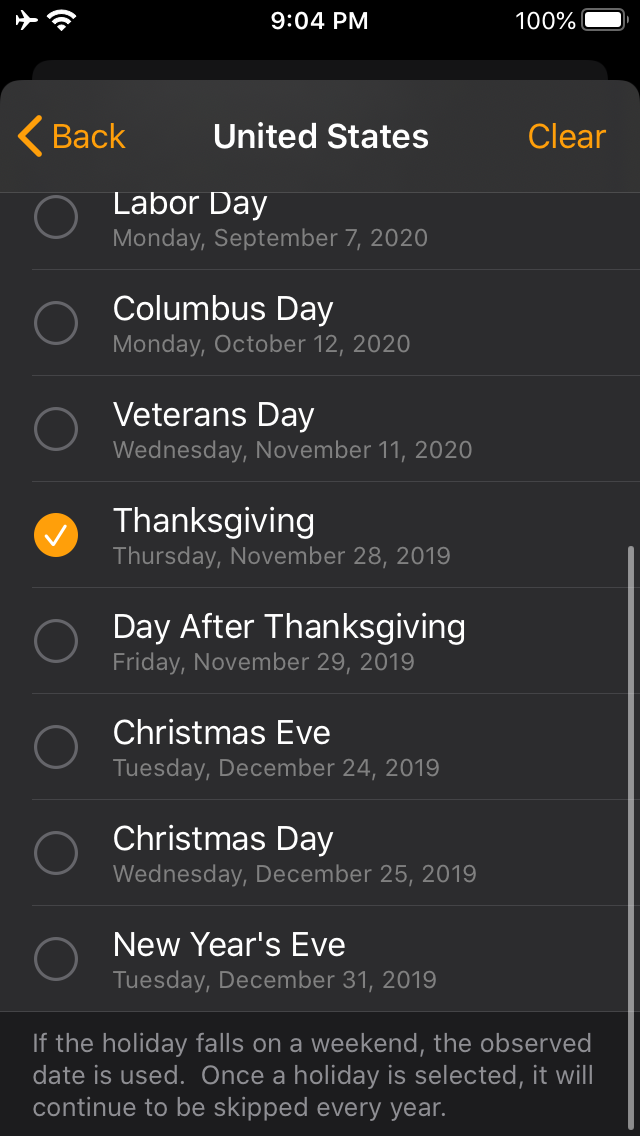 9:04 PM
100%
Back
United States
Clear
Labor Day
Monday, September 7, 2020
Columbus Day
Monday, October 12, 2020
Veterans Day
Wednesday, November 11, 2020
Thanksgiving
Thursday, November 28, 2019
Day After Thanksgiving
Friday, November 29, 2019
Christmas Eve
Tuesday, December 24, 2019
Christmas Day
Wednesday, December 25, 2019
New Year's Eve
Tuesday, December 31, 2019
If the holiday falls on a weekend, the observed
date is used.  Once a holiday is selected, it will
continue to be skipped every year.